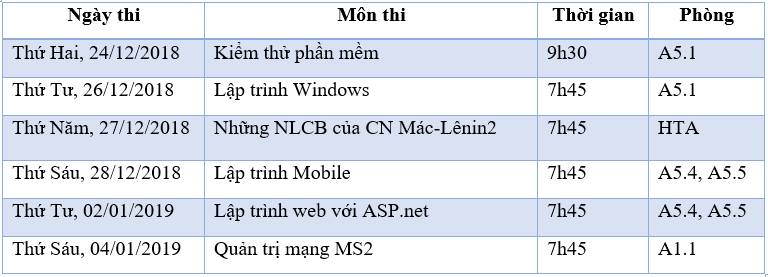 Ngày thi Môn thi Thời gian Phòng
Thứ Hai, 24/12/2018 Kiểm thử phần mềm 9h30 A5.1
Thứ Tư, 26/12/2018 Lập trình Windows 7h45 A5.1
Thứ Năm, 27/12/2018 Những NLCB của CN Mác-Lênin2 7h45 HTA
Thứ Sáu, 28/12/2018 Lập trình Mobile 7h45 A5.4, A5.5
Thứ Tư, 02/01/2019 Lập trình web với ASP.net 7h45 A5.4, A5.5
Thứ Sáu, 04/01/2019 Quản trị mạng MS2 7h45 A1.1